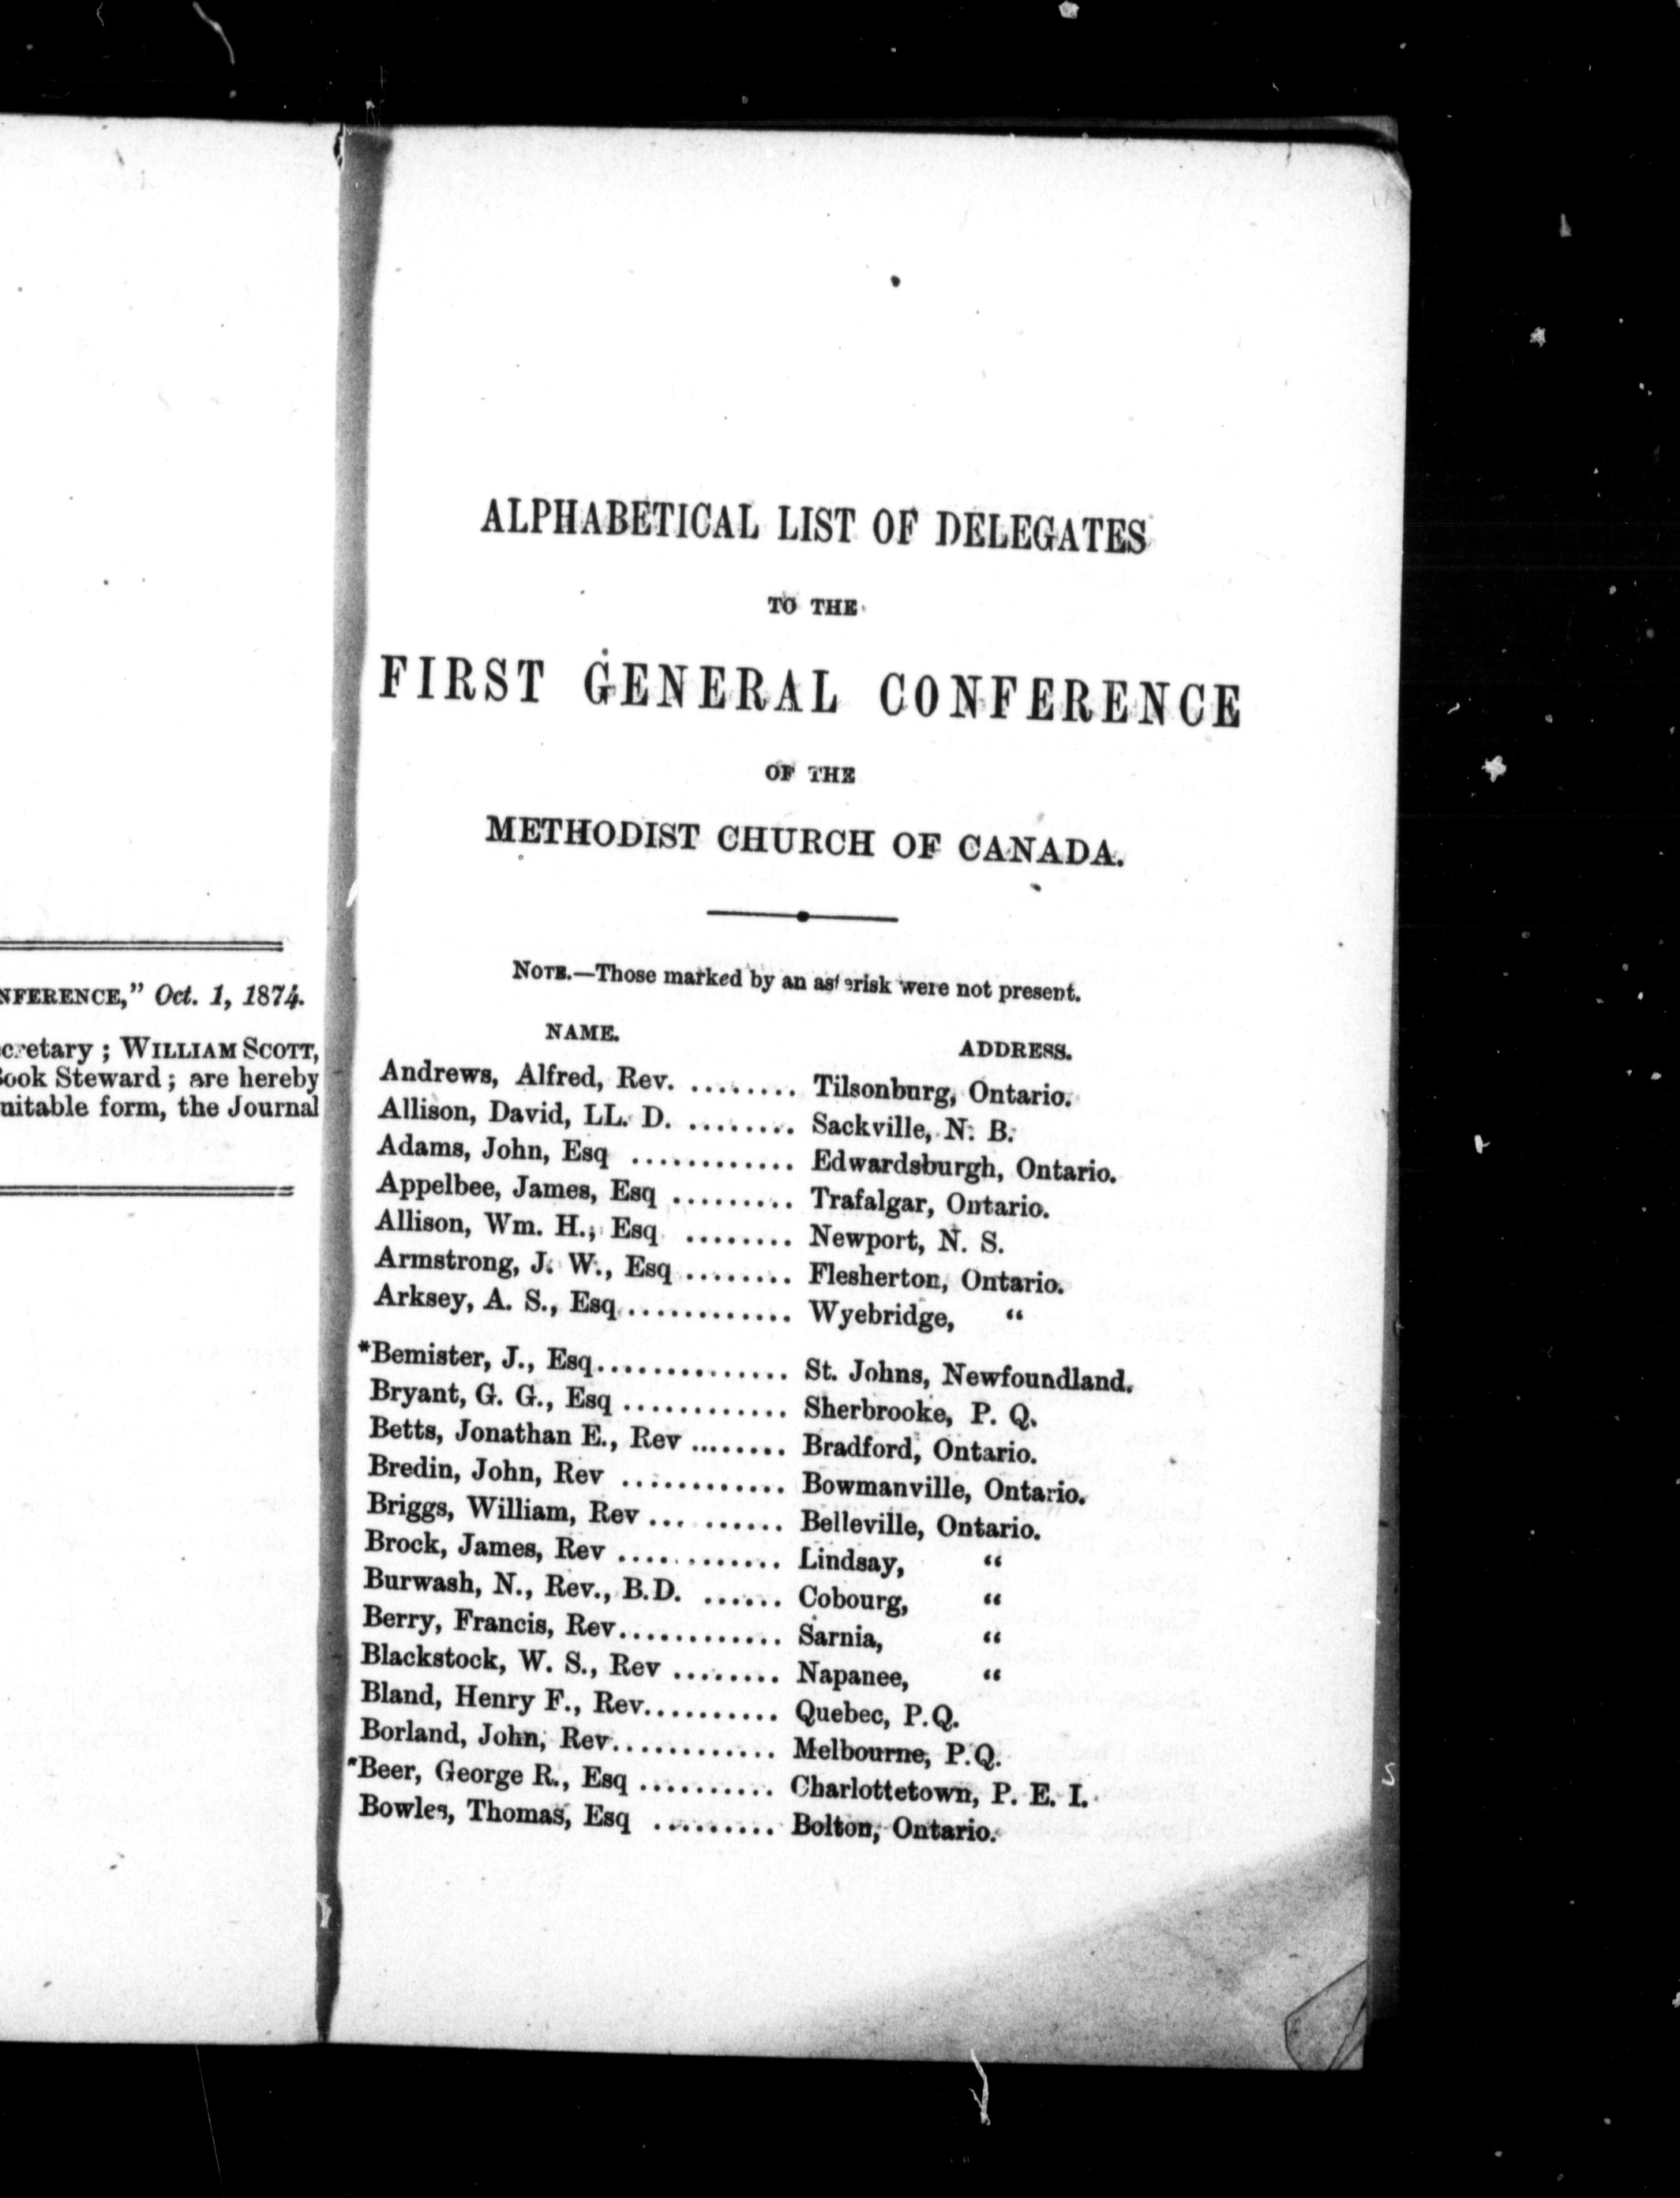 NFERENCE," Oct. 1, 1874.
cretary ; WILLIAM SCOTT,
ook Steward ; are hereby
uitable form, the Journal
ALPHABETICAL LIST OF DELEGATES
TO THE
FIRST GENERAL CONFERENCE
OF THE
METHODIST CHURCH OF CANADA.
NOTE.—Those marked by an asterisk were not present.
NAME. ADDRESS.
Andrews, Alfred, Rev. ........ Tilsonburg, Ontario.
Allison, David, LL. D. ........ Sackville, N. B.
Adams, John, Esq ............ Edwardsburgh, Ontario.
Appelbee, James, Esq ......... Trafalgar, Ontario.
Allison, Wm. H., Esq ........ Newport, N. S.
Armstrong, J. W., Esq ........ Flesherton, Ontario.
Arksey, A. S., Esq............. Wyebridge, "
*Bemister, J., Esq.............. St. Johns, Newfoundland.
Bryant, G. G., Esq ............ Sherbrooke, P. Q.
Betts, Jonathan E., Rev ........ Bradford, Ontario.
Bredin, John, Rev ............ Bowmanville, Ontario.
Briggs, William, Rev ... ...... Belleville, Ontario.
Brock, James, Rev ............ Lindsay, "
Burwash, N., Rev., B.D. ...... Cobourg, "
Berry, Francis, Rev............ Sarnia, "
Blackstock, W. S., Rev ........ Napanee, "
Bland, Henry F., Rev.......... Quebec, P.Q.
Borland, John, Rev............ Melbourne, P.Q.
*Beer, George R., Esq .......... Charlottetown, P. E. I.
Bowles, Thomas, Esq ......... Bolton, Ontario.